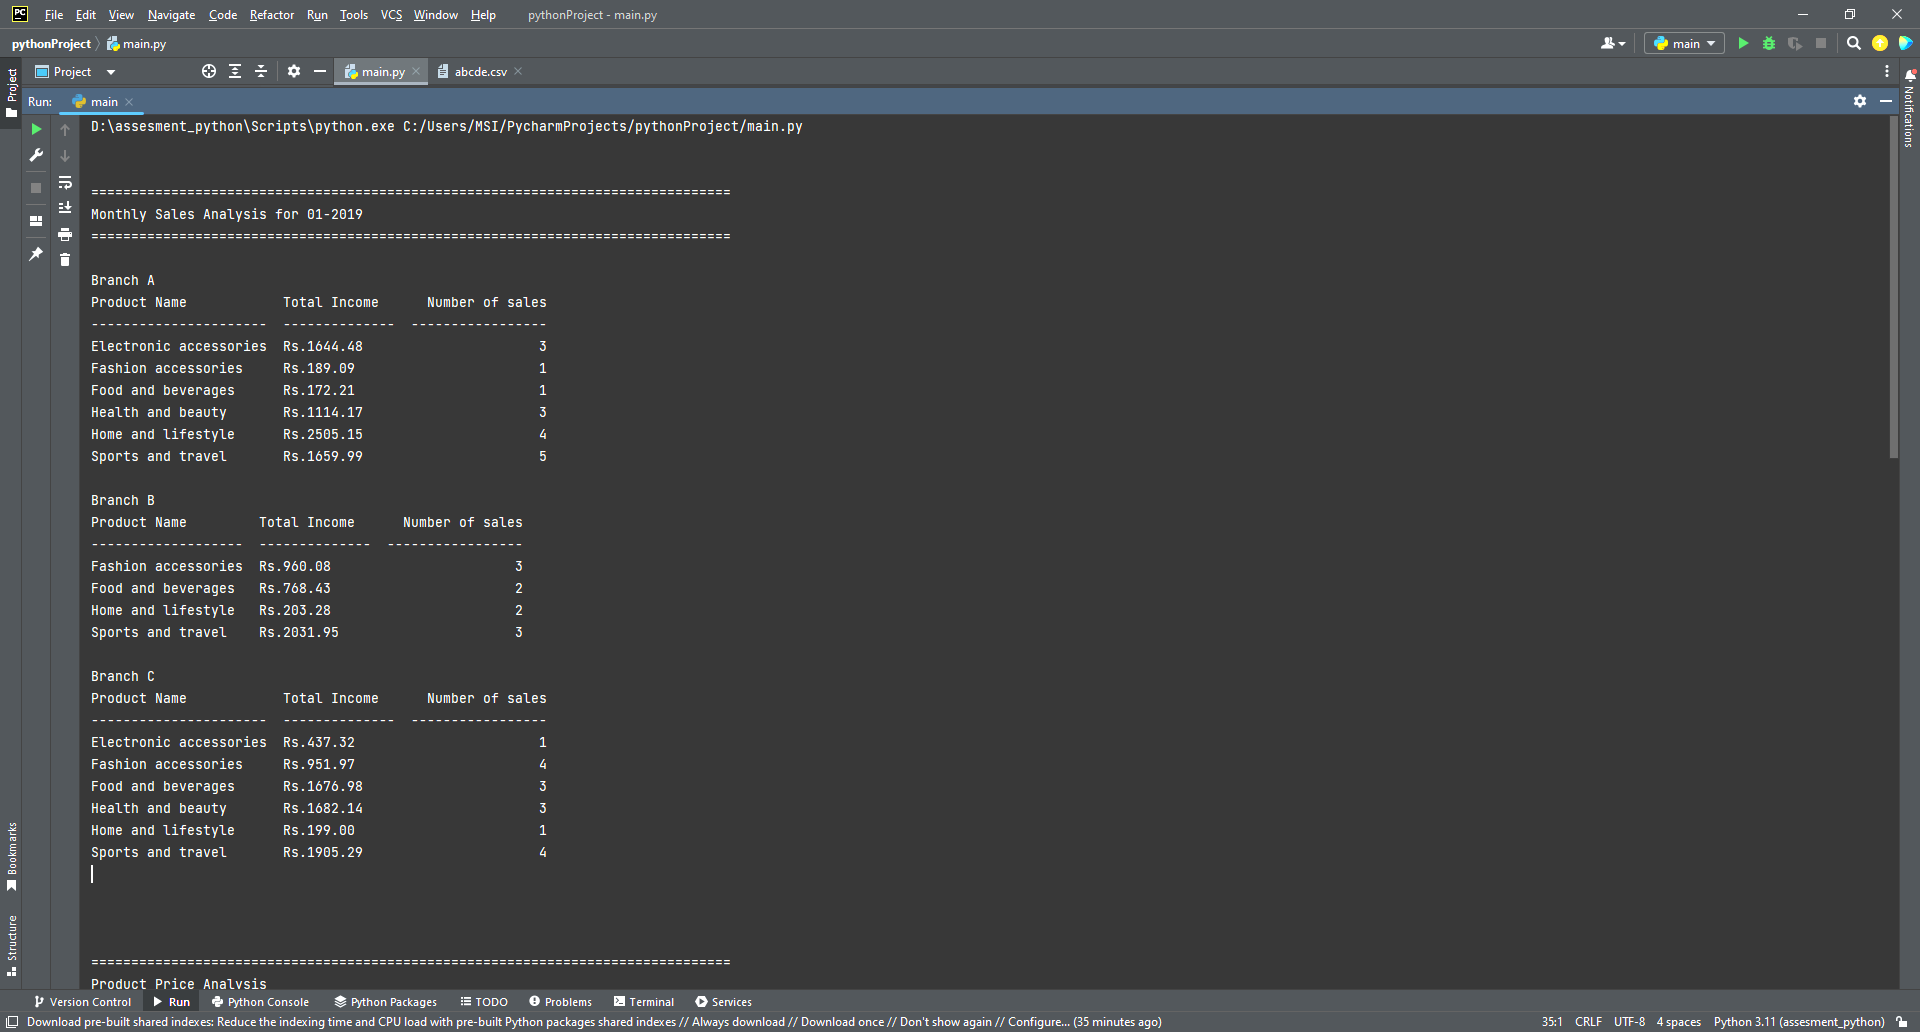 PC File Edit View Navigate Code Refactor Run Tools VCS Window Help pythonProject - main.py
pythonProject main.py main
Project main.py abcde.csv
Run: main
Project
Notifications
D:\assesment_python\Scripts\python.exe C:/Users/MSI/PycharmProjects/pythonProject/main.py
================================================================================
Monthly Sales Analysis for 01-2019
================================================================================
Branch A
Product Name            Total Income      Number of sales
----------------------  --------------  -----------------
Electronic accessories  Rs.1644.48                      3
Fashion accessories     Rs.189.09                       1
Food and beverages      Rs.172.21                       1
Health and beauty       Rs.1114.17                      3
Home and lifestyle      Rs.2505.15                      4
Sports and travel       Rs.1659.99                      5
Branch B
Product Name         Total Income      Number of sales
-------------------  --------------  -----------------
Fashion accessories  Rs.960.08                       3
Food and beverages   Rs.768.43                       2
Home and lifestyle   Rs.203.28                       2
Sports and travel    Rs.2031.95                      3
Branch C
Product Name            Total Income      Number of sales
----------------------  --------------  -----------------
Electronic accessories  Rs.437.32                       1
Fashion accessories     Rs.951.97                       4
Food and beverages      Rs.1676.98                      3
Health and beauty       Rs.1682.14                      3
Home and lifestyle      Rs.199.00                       1
Sports and travel       Rs.1905.29                      4
================================================================================
Product Price Analysis
Bookmarks
Structure
Version Control Run Python Console Python Packages TODO Problems Terminal Services
Download pre-built shared indexes: Reduce the indexing time and CPU load with pre-built Python packages shared indexes // Always download // Download once // Don't show again // Configure... (35 minutes ago) 35:1 CRLF UTF-8 4 spaces Python 3.11 (assesment_python)